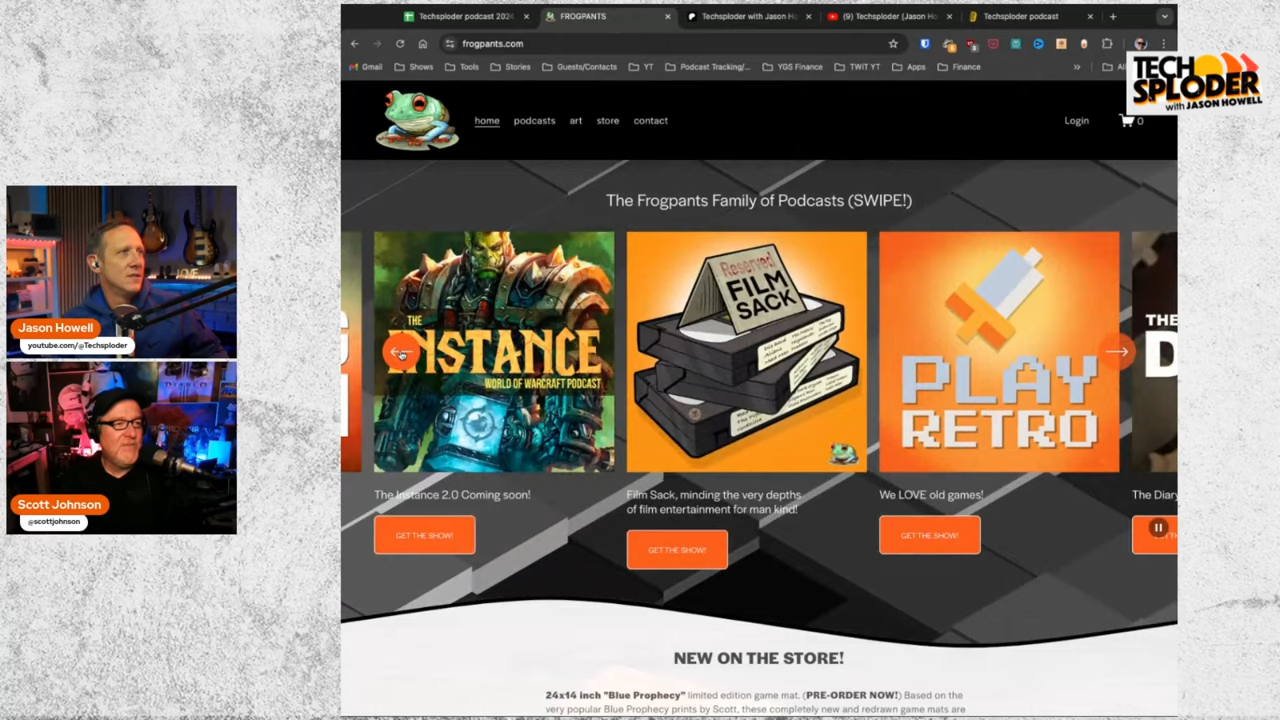 Techsploder podcast 2024
FROGPANTS
Techsploder with Jason H
(9) Techsploder (Jason Ho
Techsploder podcast
frogpants.com
Gmail
Shows
Tools
Stories
Guests/Contacts
YT
Podcast Tracking/...
YGS Finance
TWiT YT
Apps
Finance
»
TECH
SPLODER
with JASON HOWELL
home
podcasts
art
store
contact
Login
0
The Frogpants Family of Podcasts (SWIPE!)
THE
INSTANCE
WORLD OF WARCRAFT PODCAST
Reserved
FILM
SACK
PLAY
RETRO
THE
D
The Instance 2.0 Coming soon!
GET THE SHOW!
Film Sack, minding the very depths
of film entertainment for man kind!
GET THE SHOW!
We LOVE old games!
GET THE SHOW!
The Diary
Jason Howell
youtube.com/@Techsploder
Scott Johnson
@scottjohnson
NEW ON THE STORE!
24x14 inch "Blue Prophecy" limited edition game mat. (PRE-ORDER NOW!) Based on the
very popular Blue Prophecy prints by Scott, these completely new and redrawn game mats are